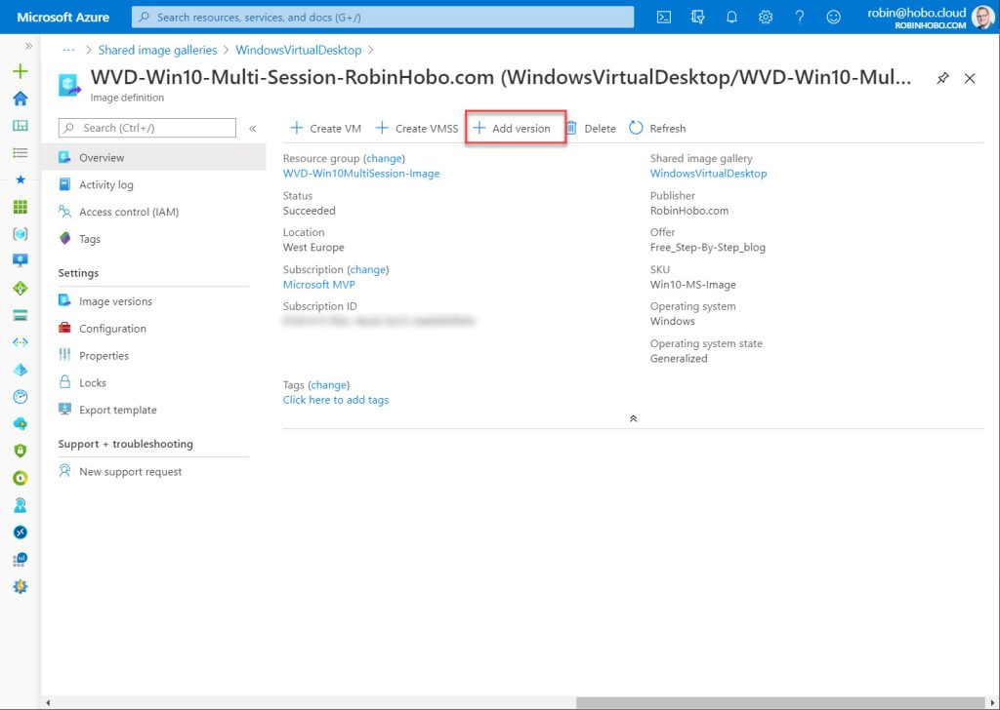 Microsoft Azure
Search resources, services, and docs (G+/)
robin@hobo.cloud
ROBINHOBO.COM
... > Shared image galleries > WindowsVirtualDesktop >
WVD-Win10-Multi-Session-RobinHobo.com (WindowsVirtualDesktop/WVD-Win10-Mul...
Image definition
Search (Ctrl+/)
Create VM
Create VMSS
Add version
Delete
Refresh
Overview
Activity log
Access control (IAM)
Tags
Settings
Image versions
Configuration
Properties
Locks
Export template
Support + troubleshooting
New support request
Resource group (change)
WVD-Win10MultiSession-Image
Status
Succeeded
Location
West Europe
Subscription (change)
Microsoft MVP
Subscription ID
Tags (change)
Click here to add tags
Shared image gallery
WindowsVirtualDesktop
Publisher
RobinHobo.com
Offer
Free_Step-By-Step_blog
SKU
Win10-MS-Image
Operating system
Windows
Operating system state
Generalized